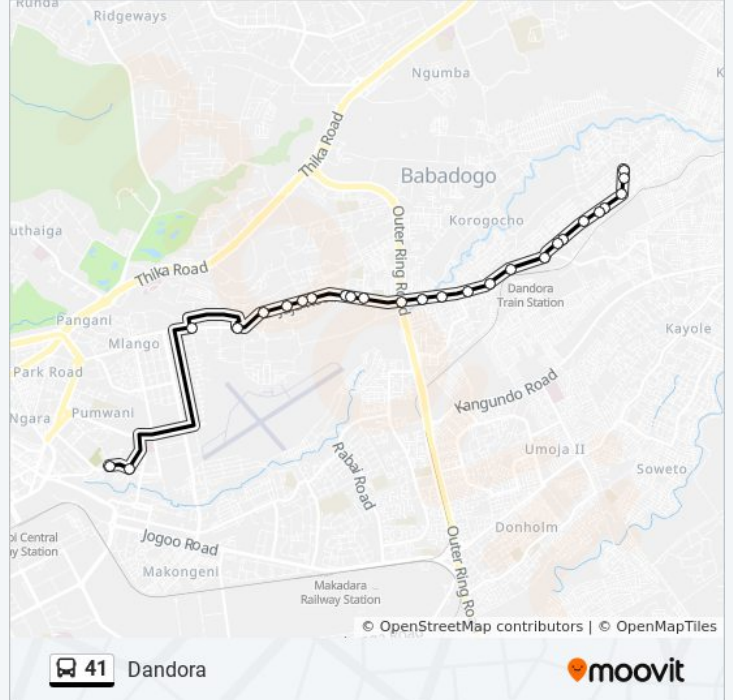 Runda
Ridgeways
Ngumba
Thika Road
Babadogo
Korogocho
Outer Ring Road
uthaiga
Thika Road
Dandora
Train Station
Pangani
Mlango
Kayole
Park Road
Kangundo Road
Ngara
Pumwani
Umoja II
Rabai Road
Soweto
Donholm
bi Central
y Station
Jogoo Road
Outer Ring Ro
Makongeni
Makadara
Railway Station
© OpenStreetMap contributors | © OpenMapTiles
41 Dandora
moovit